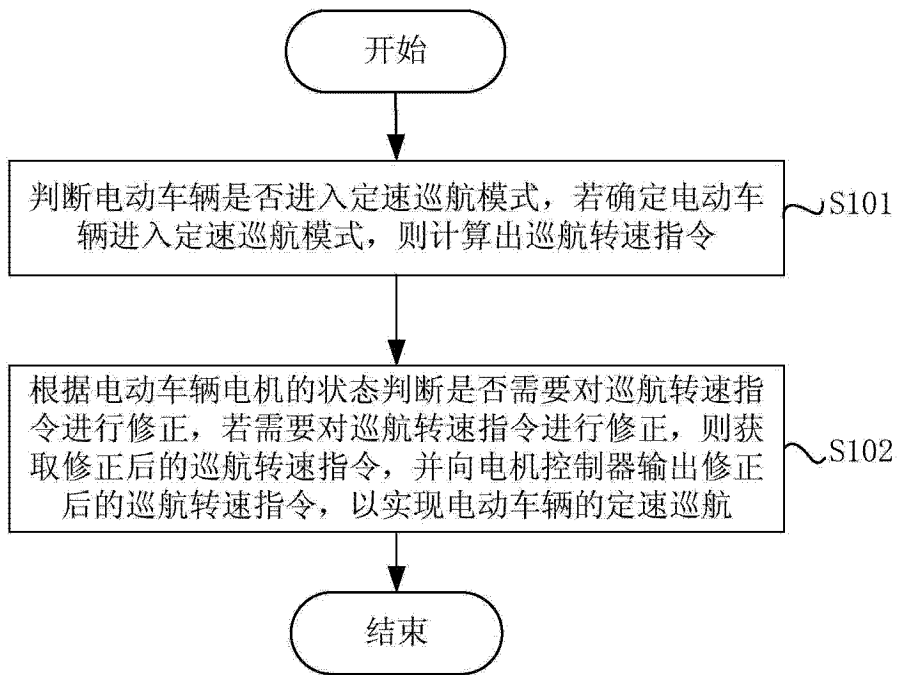 开始
判断电动车辆是否进入定速巡航模式，若确定电动车
辆进入定速巡航模式，则计算出巡航转速指令
S101
根据电动车辆电机的状态判断是否需要对巡航转速指
令进行修正，若需要对巡航转速指令进行修正，则获
取修正后的巡航转速指令，并向电机控制器输出修正
后的巡航转速指令，以实现电动车辆的定速巡航
S102
结束